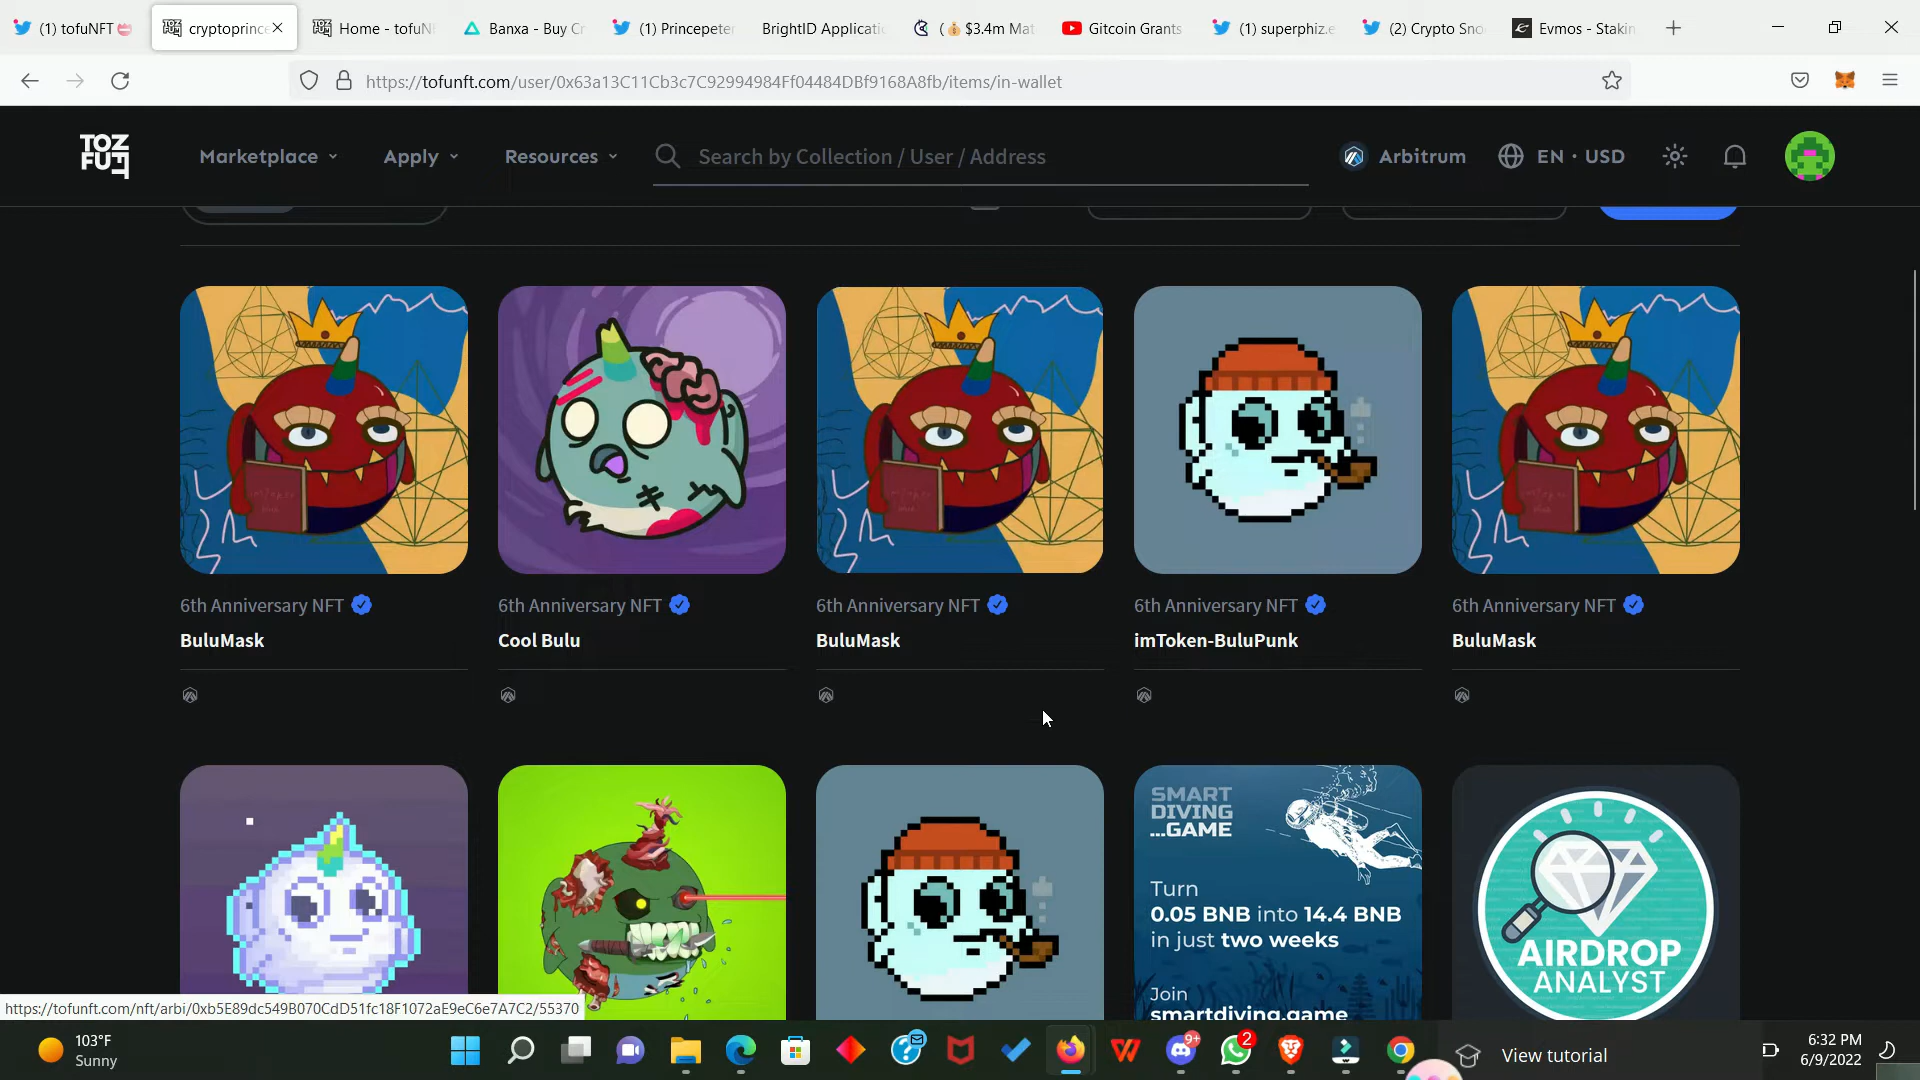 (1) tofuNFT
cryptoprince
Home - tofuN
Banxa - Buy Cr
(1) Princepeter
BrightID Applicati
( $3.4m Mat
Gitcoin Grants
(1) superphiz.e
(2) Crypto Sno
Evmos - Stakin
https://tofunft.com/user/0x63a13C11Cb3c7C92994984Ff04484DBf9168A8fb/items/in-wallet
TOZ
FU
Marketplace
Apply
Resources
Search by Collection / User / Address
Arbitrum
EN · USD
6th Anniversary NFT
BuluMask
6th Anniversary NFT
Cool Bulu
6th Anniversary NFT
BuluMask
6th Anniversary NFT
imToken-BuluPunk
6th Anniversary NFT
BuluMask
SMART
DIVING
...GAME
Turn
0.05 BNB into 14.4 BNB
in just two weeks
Join
smartdiving.game
AIRDROP
ANALYST
https://tofunft.com/nft/arbi/0xb5E89dc549B070CdD51fc18F1072aE9eC6e7A7C2/55370
103°F
Sunny
9+
2
View tutorial
6:32 PM
6/9/2022